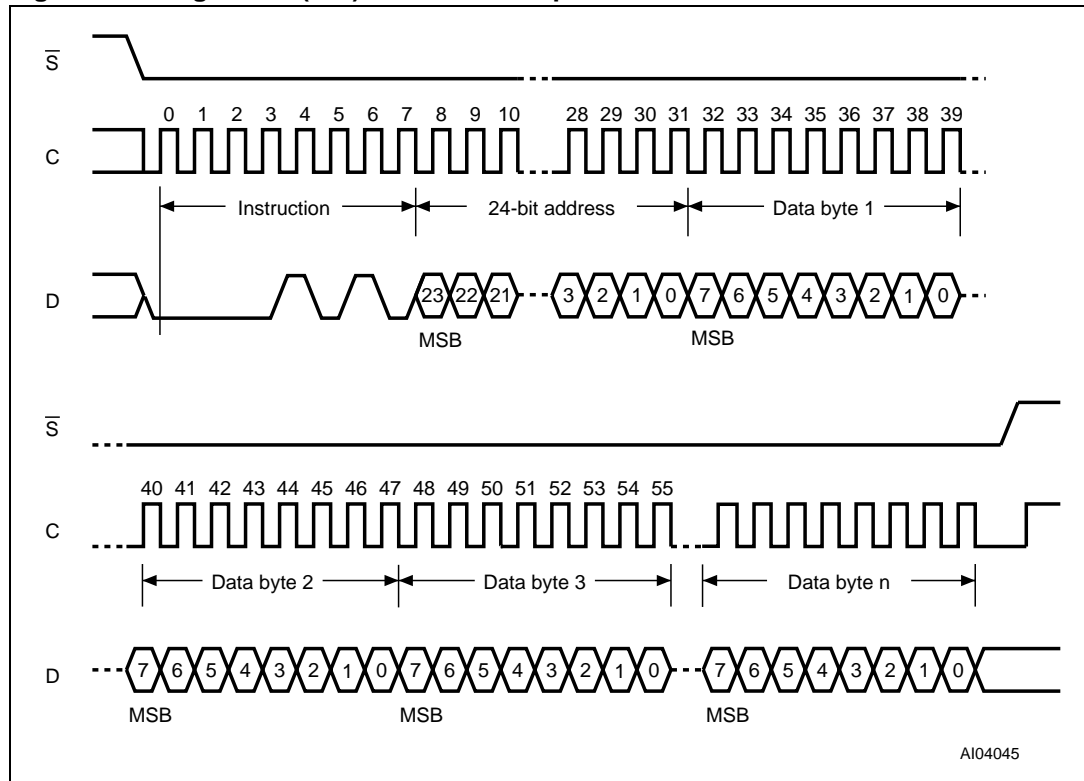 S
0 1 2 3 4 5 6 7 8 9 10 28 29 30 31 32 33 34 35 36 37 38 39
C
Instruction 24-bit address Data byte 1
D 23 22 21 3 2 1 0 7 6 5 4 3 2 1 0
MSB MSB
S
40 41 42 43 44 45 46 47 48 49 50 51 52 53 54 55
C
Data byte 2 Data byte 3 Data byte n
D 7 6 5 4 3 2 1 0 7 6 5 4 3 2 1 0 7 6 5 4 3 2 1 0
MSB MSB MSB
AI04045